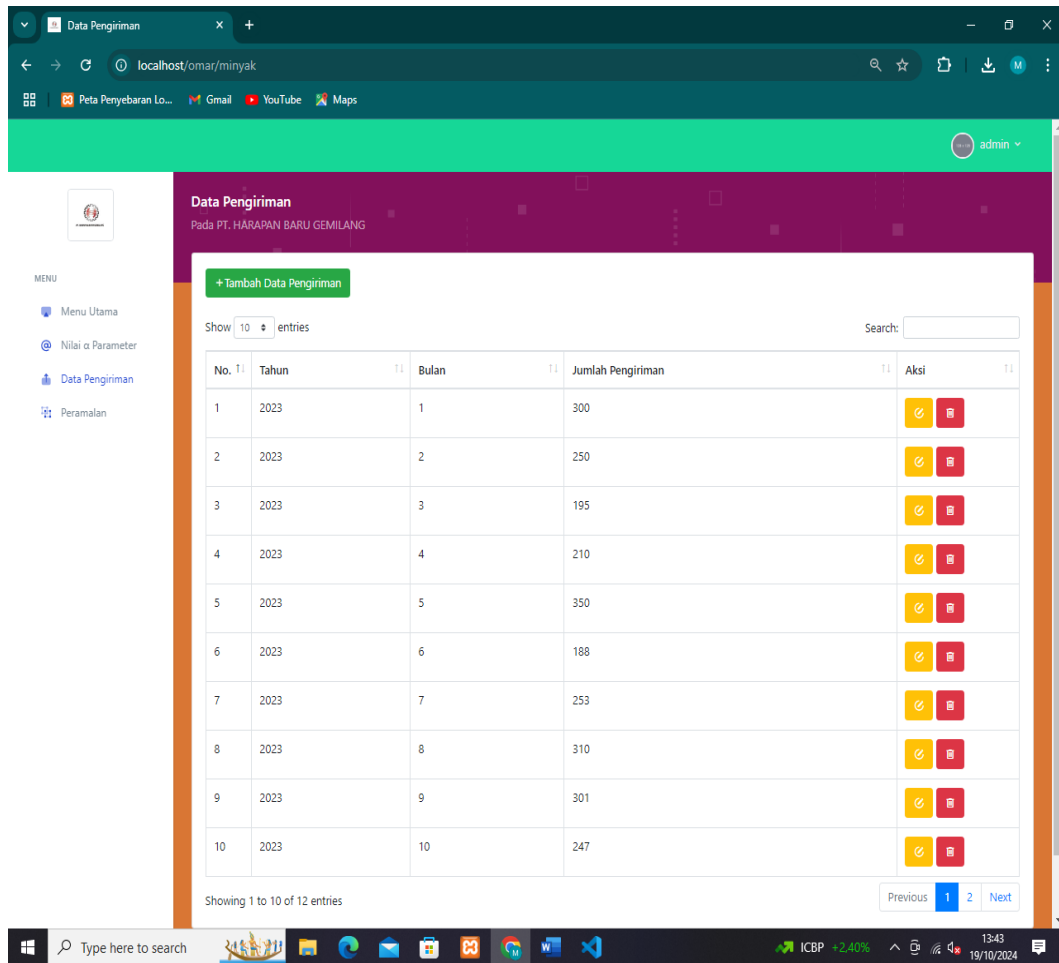 Data Pengiriman
localhost/omar/minyak
M
Peta Penyebaran Lo... Gmail YouTube Maps
admin
Data Pengiriman
Pada PT. HARAPAN BARU GEMILANG
MENU
Menu Utama
Nilai α Parameter
Data Pengiriman
Peramalan
+Tambah Data Pengiriman
Show 10 entries Search:
No. Tahun Bulan Jumlah Pengiriman Aksi
1 2023 1 300
2 2023 2 250
3 2023 3 195
4 2023 4 210
5 2023 5 350
6 2023 6 188
7 2023 7 253
8 2023 8 310
9 2023 9 301
10 2023 10 247
Showing 1 to 10 of 12 entries Previous 1 2 Next
Type here to search ICBP +2,40% 13:43
19/10/2024